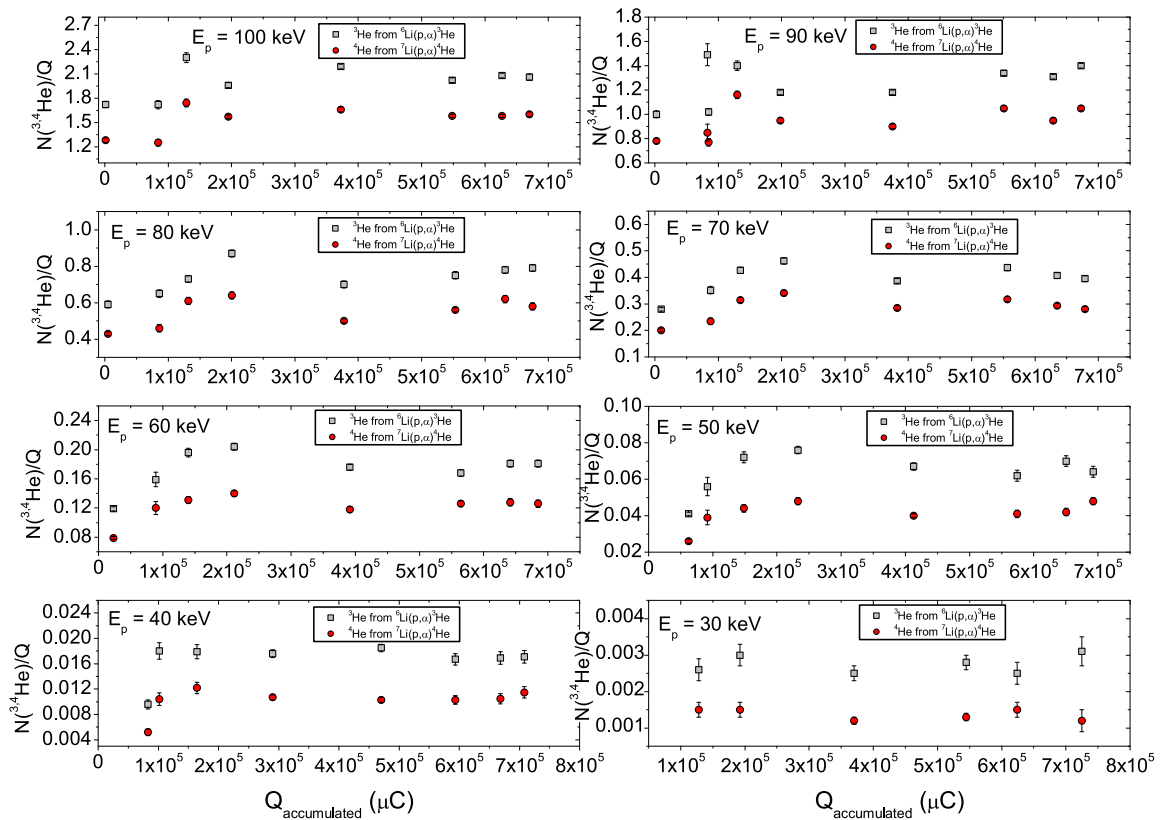 E_p = 100 keV
³He from ⁶Li(p,α)³He
⁴He from ⁷Li(p,α)⁴He
N(³,⁴He)/Q
2.7
2.4
2.1
1.8
1.5
1.2
0 1x10⁵ 2x10⁵ 3x10⁵ 4x10⁵ 5x10⁵ 6x10⁵ 7x10⁵
E_p = 90 keV
³He from ⁶Li(p,α)³He
⁴He from ⁷Li(p,α)⁴He
N(³,⁴He)/Q
1.8
1.6
1.4
1.2
1.0
0.8
0.6
0 1x10⁵ 2x10⁵ 3x10⁵ 4x10⁵ 5x10⁵ 6x10⁵ 7x10⁵
E_p = 80 keV
³He from ⁶Li(p,α)³He
⁴He from ⁷Li(p,α)⁴He
N(³,⁴He)/Q
1.0
0.8
0.6
0.4
0 1x10⁵ 2x10⁵ 3x10⁵ 4x10⁵ 5x10⁵ 6x10⁵ 7x10⁵
E_p = 70 keV
³He from ⁶Li(p,α)³He
⁴He from ⁷Li(p,α)⁴He
N(³,⁴He)/Q
0.6
0.5
0.4
0.3
0.2
0.1
0 1x10⁵ 2x10⁵ 3x10⁵ 4x10⁵ 5x10⁵ 6x10⁵ 7x10⁵
E_p = 60 keV
³He from ⁶Li(p,α)³He
⁴He from ⁷Li(p,α)⁴He
N(³,⁴He)/Q
0.24
0.20
0.16
0.12
0.08
0 1x10⁵ 2x10⁵ 3x10⁵ 4x10⁵ 5x10⁵ 6x10⁵ 7x10⁵
E_p = 50 keV
³He from ⁶Li(p,α)³He
⁴He from ⁷Li(p,α)⁴He
N(³,⁴He)/Q
0.10
0.08
0.06
0.04
0.02
0 1x10⁵ 2x10⁵ 3x10⁵ 4x10⁵ 5x10⁵ 6x10⁵ 7x10⁵
E_p = 40 keV
³He from ⁶Li(p,α)³He
⁴He from ⁷Li(p,α)⁴He
N(³,⁴He)/Q
0.024
0.020
0.016
0.012
0.008
0.004
0 1x10⁵ 2x10⁵ 3x10⁵ 4x10⁵ 5x10⁵ 6x10⁵ 7x10⁵ 8x10⁵
Q_accumulated (μC)
E_p = 30 keV
³He from ⁶Li(p,α)³He
⁴He from ⁷Li(p,α)⁴He
N(³,⁴He)/Q
0.004
0.003
0.002
0.001
1x10⁵ 2x10⁵ 3x10⁵ 4x10⁵ 5x10⁵ 6x10⁵ 7x10⁵ 8x10⁵
Q_accumulated (μC)